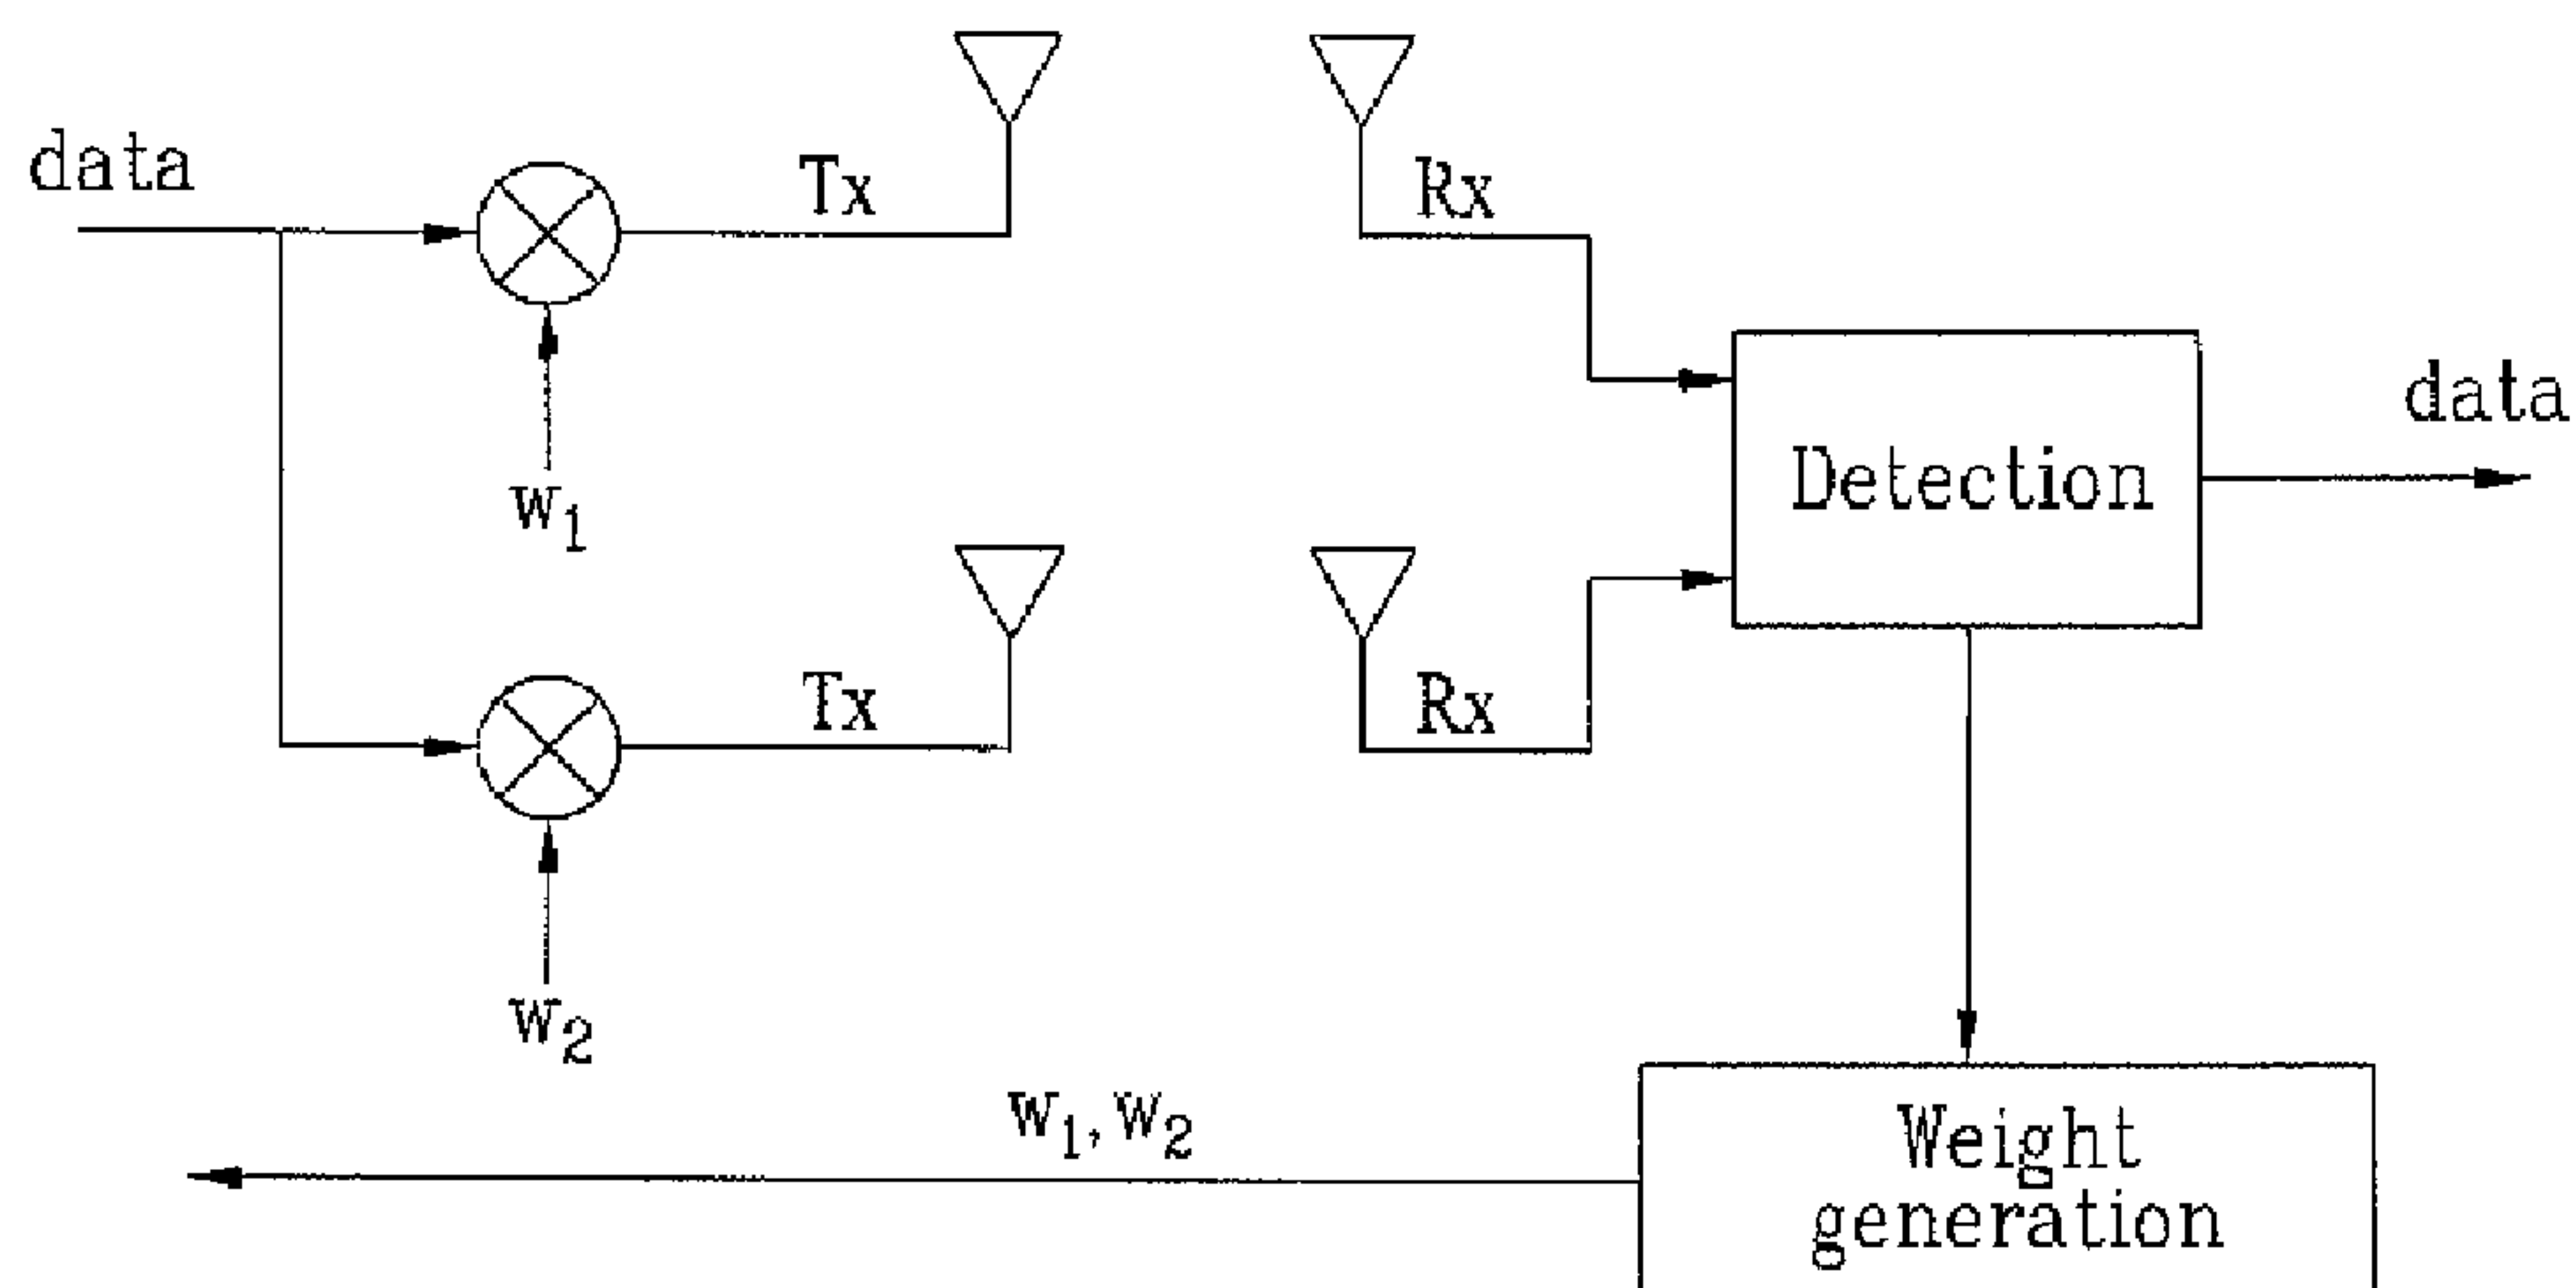 data
Tx
Rx
w1
Detection
data
Tx
Rx
w2
w1, w2
Weight
generation